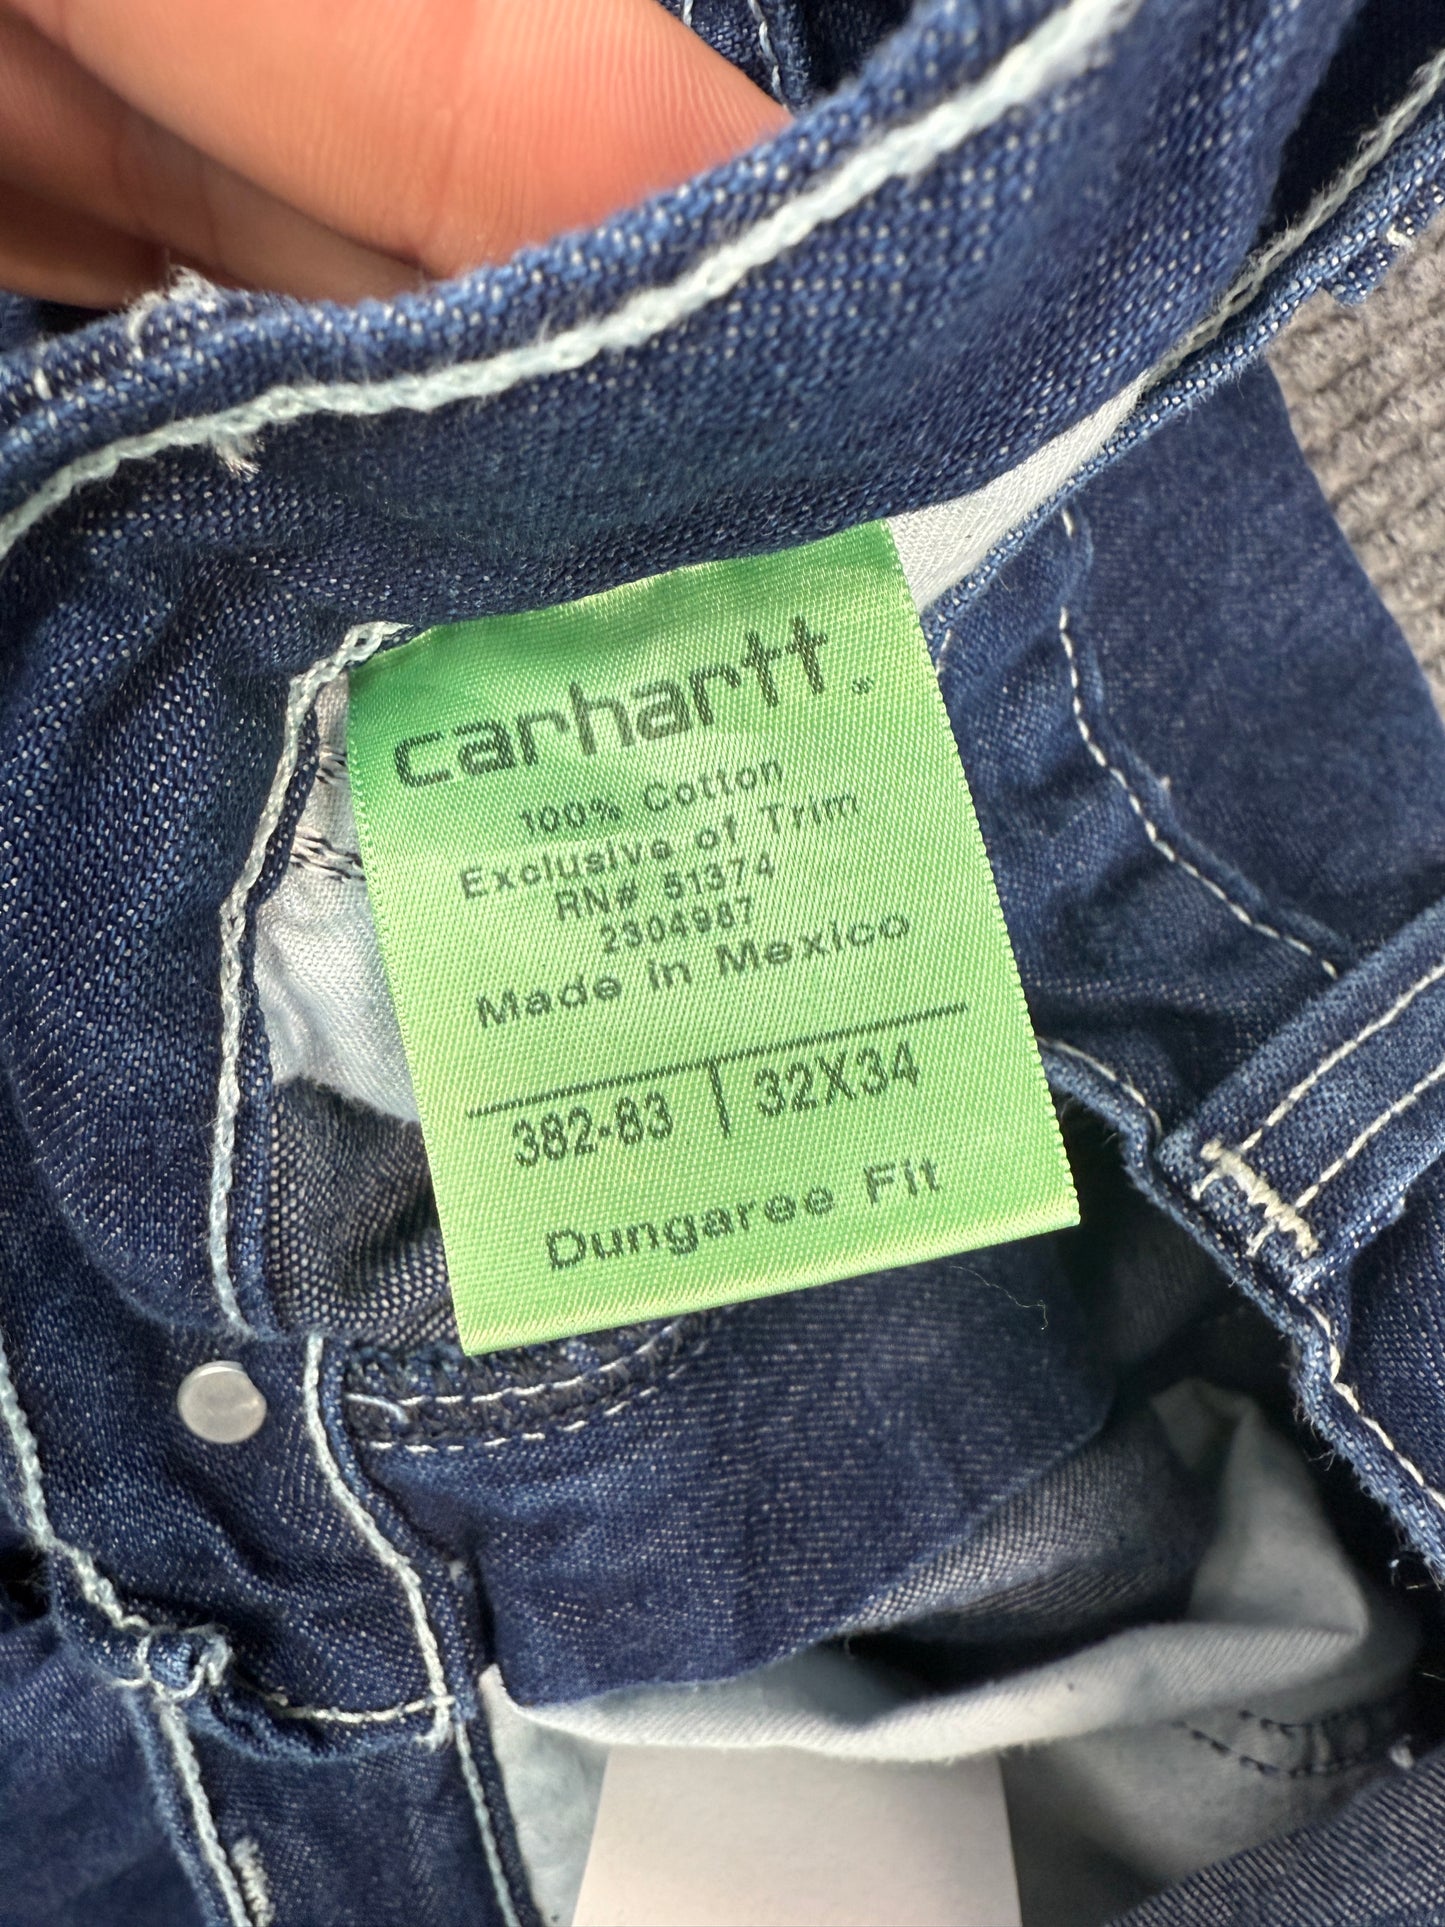 carhartt®
100% Cotton
Exclusive of Trim
RN# 51374
2304987
Made in Mexico
382-83 | 32X34
Dungaree Fit